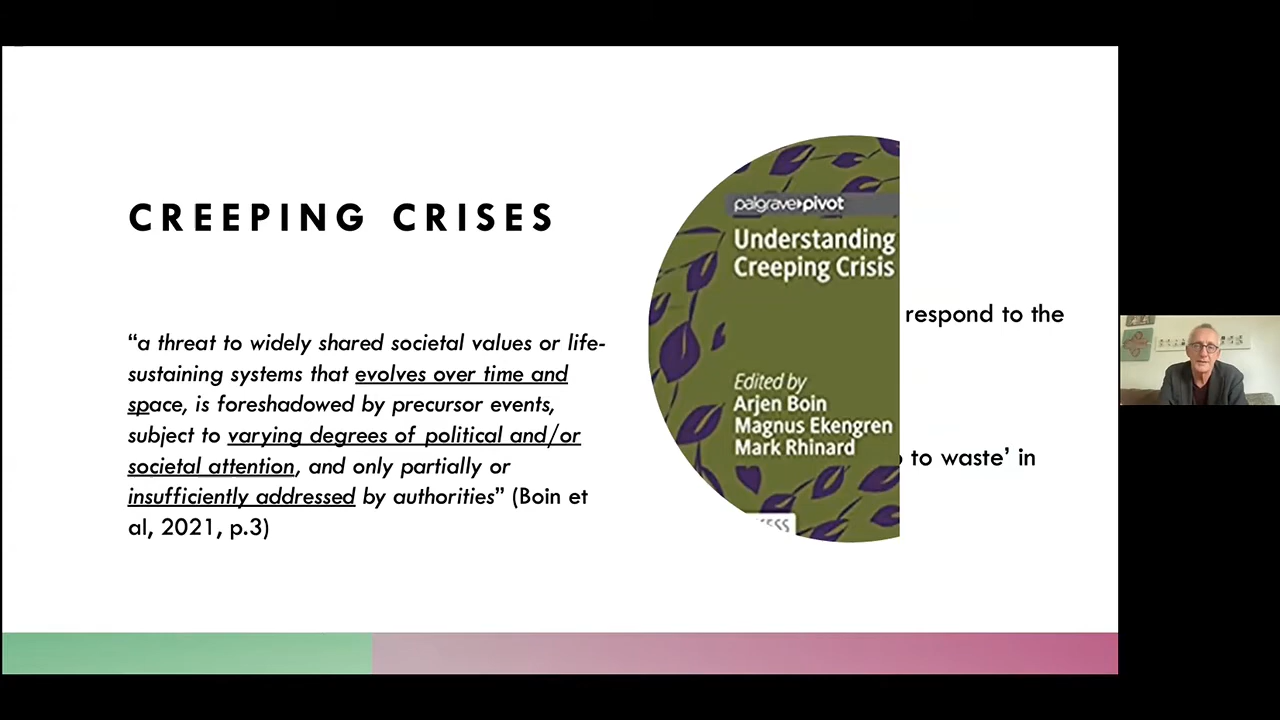 CREEPING CRISES
“a threat to widely shared societal values or life-
sustaining systems that evolves over time and
space, is foreshadowed by precursor events,
subject to varying degrees of political and/or
societal attention, and only partially or
insufficiently addressed by authorities” (Boin et
al, 2021, p.3)
palgrave pivot
Understanding
Creeping Crisis
Edited by
Arjen Boin
Magnus Ekengren
Mark Rhinard
respond to the
to waste’ in